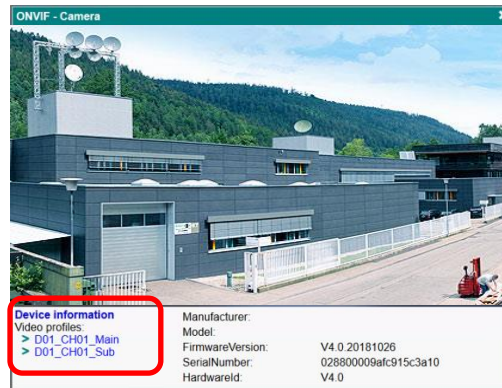 ONVIF - Camera
Device information
Video profiles:
> D01_CH01_Main
> D01_CH01_Sub
Manufacturer:
Model:
FirmwareVersion: V4.0.20181026
SerialNumber: 028800009afc915c3a10
HardwareId: V4.0